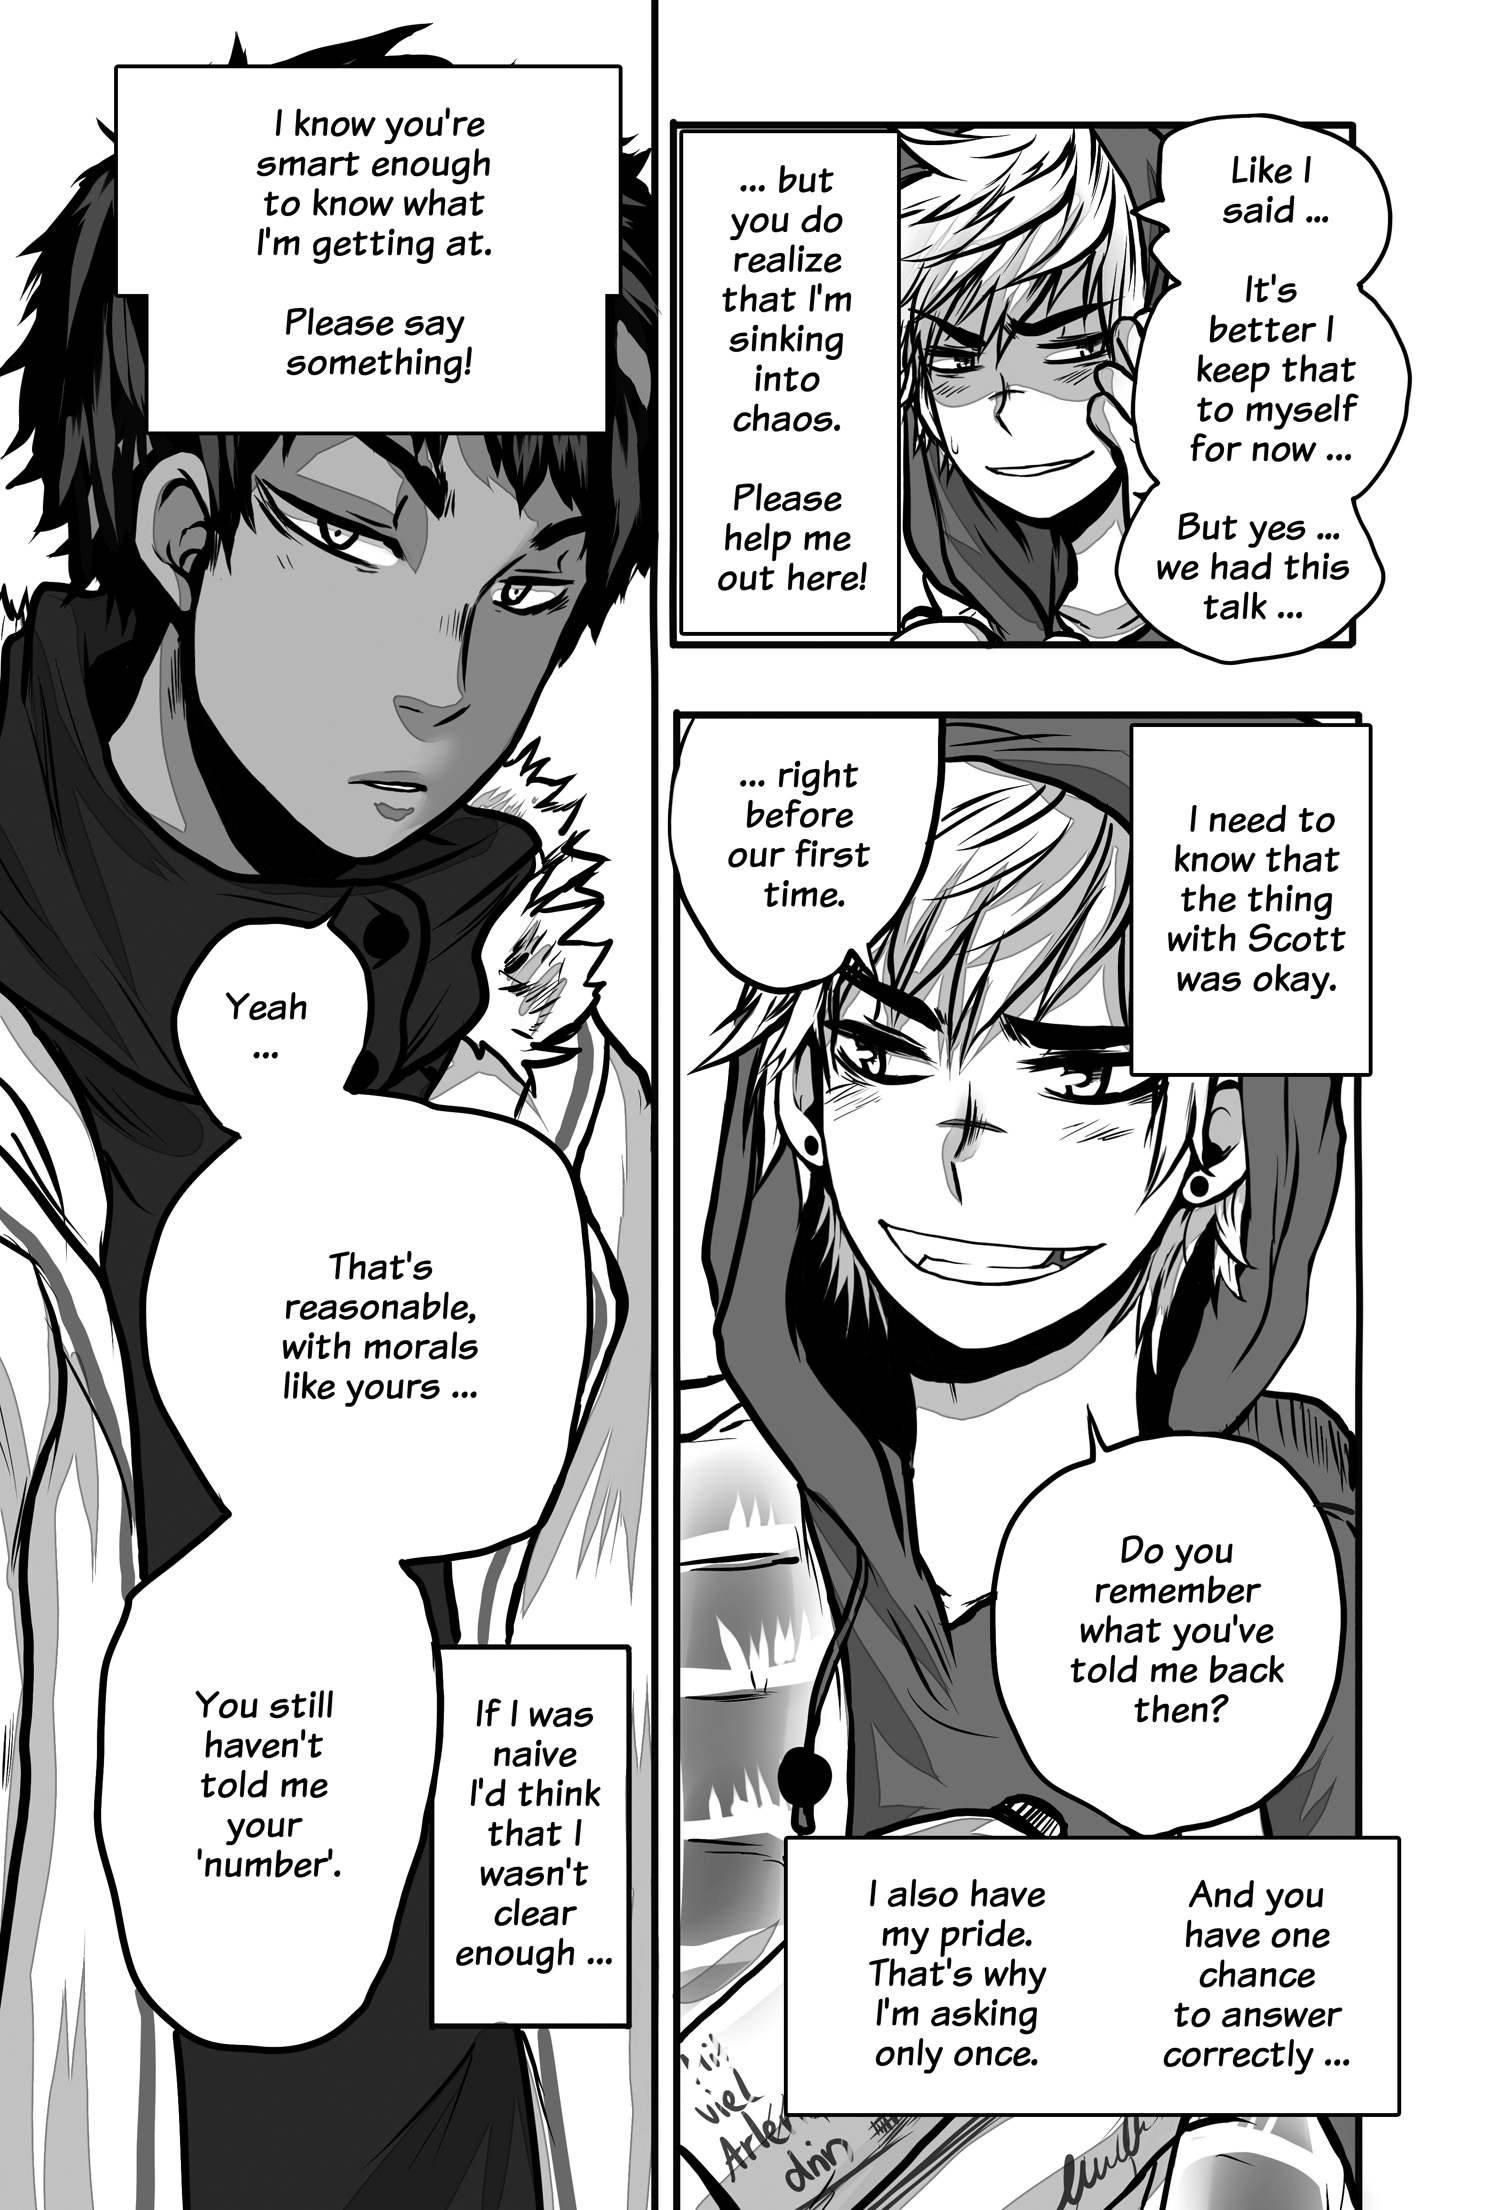 Like I
said ...
It's
better I
keep that
to myself
for now ...
But yes ...
we had this
talk ...
... but
you do
realize
that I'm
sinking
into
chaos.
Please
help me
out here!
I need to
know that
the thing
with Scott
was okay.
... right
before
our first
time.
Do you
remember
what you've
told me back
then?
And you
have one
chance
to answer
correctly ...
I also have
my pride.
That's why
I'm asking
only once.
viel
I know you're
smart enough
to know what
I'm getting at.
Please say
something!
Yeah
...
That's
reasonable,
with morals
like yours ...
If I was
naive
I'd think
that I
wasn't
clear
enough ...
You still
haven't
told me
your
'number'.